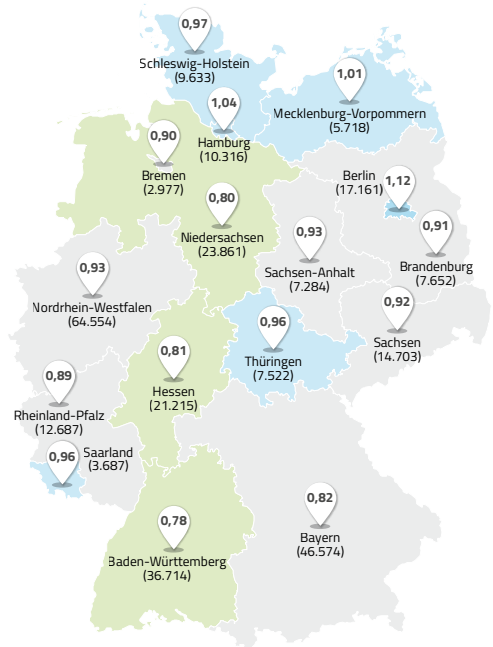 0,97
Schleswig-Holstein
(9.633)
1,01
Mecklenburg-Vorpommern
(5.718)
1,04
Hamburg
(10.316)
0,90
Bremen
(2.977)
Berlin
(17.161)
1,12
0,80
Niedersachsen
(23.861)
0,93
Sachsen-Anhalt
(7.284)
0,91
Brandenburg
(7.652)
0,93
Nordrhein-Westfalen
(64.554)
0,92
Sachsen
(14.703)
0,96
Thüringen
(7.522)
0,81
Hessen
(21.215)
0,89
Rheinland-Pfalz
(12.687)
0,96
Saarland
(3.687)
0,82
Bayern
(46.574)
0,78
Baden-Württemberg
(36.714)